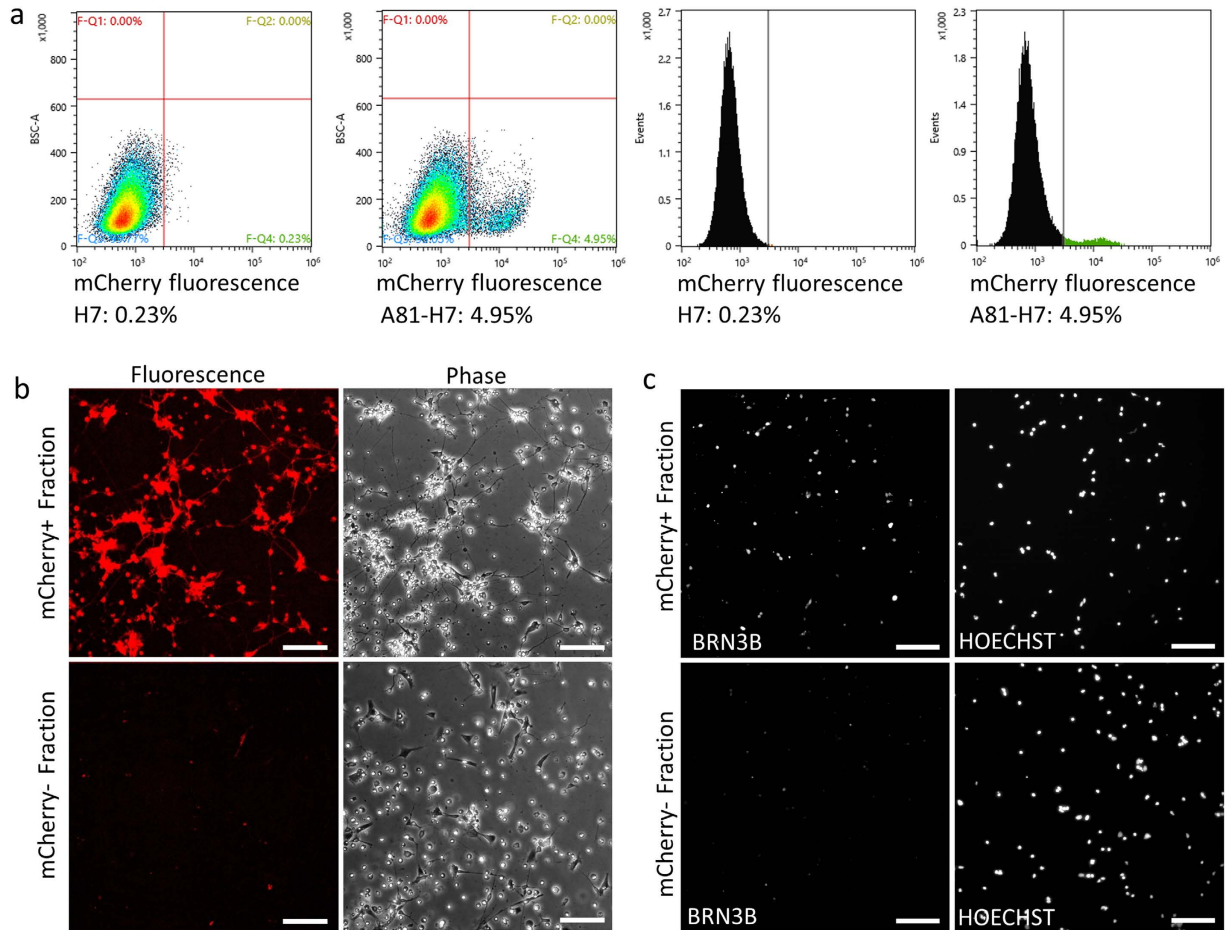 a
F-Q1: 0.00%
F-Q2: 0.00%
x1,000
800
600
400
200
0
BSC-A
F-Q4: 0.23%
10² 10³ 10⁴ 10⁵ 10⁶
mCherry fluorescence
H7: 0.23%
F-Q1: 0.00%
F-Q2: 0.00%
x1,000
800
600
400
200
0
BSC-A
F-Q4: 4.95%
10² 10³ 10⁴ 10⁵ 10⁶
mCherry fluorescence
A81-H7: 4.95%
x1,000
2.7
2.2
1.6
1.1
0.5
0
Events
10² 10³ 10⁴ 10⁵ 10⁶
mCherry fluorescence
H7: 0.23%
x1,000
2.3
1.8
1.4
0.9
0.5
0
Events
10² 10³ 10⁴ 10⁵ 10⁶
mCherry fluorescence
A81-H7: 4.95%
b
Fluorescence
Phase
mCherry+ Fraction
mCherry- Fraction
c
mCherry+ Fraction
BRN3B
HOECHST
mCherry- Fraction
BRN3B
HOECHST